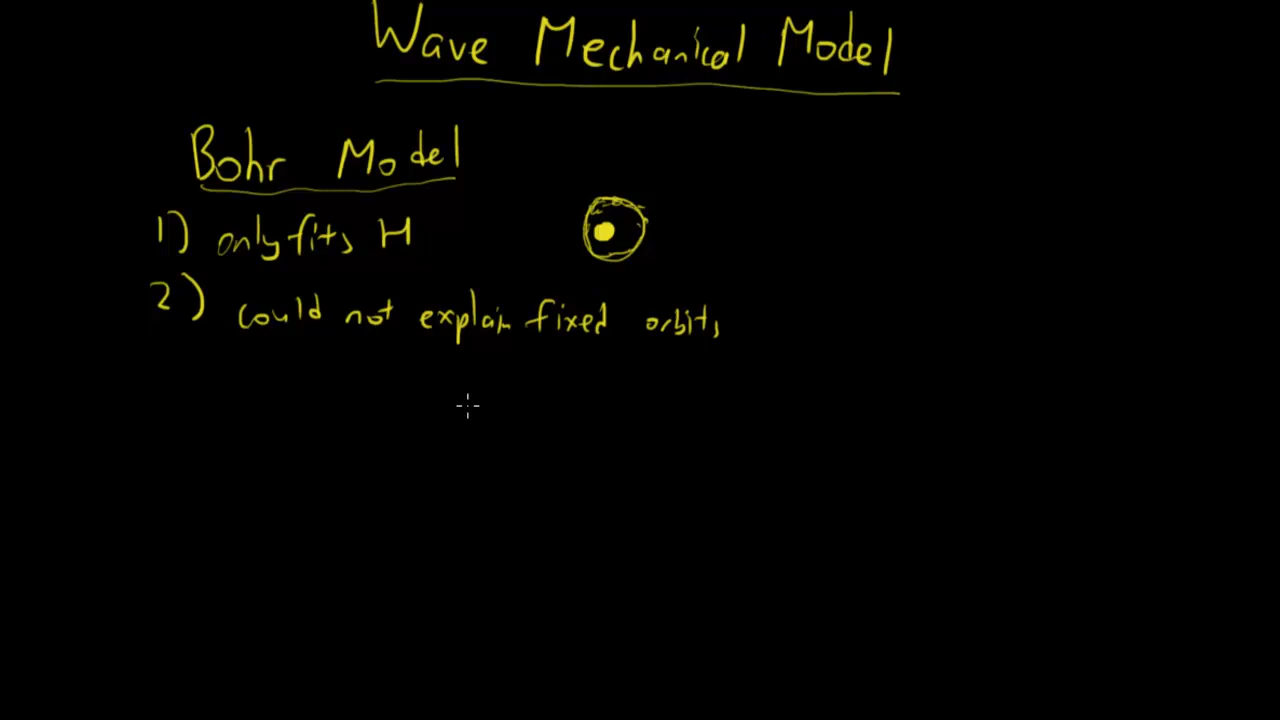 Wave Mechanical Model
Bohr Model
1) only fits H
2) could not explain fixed orbits